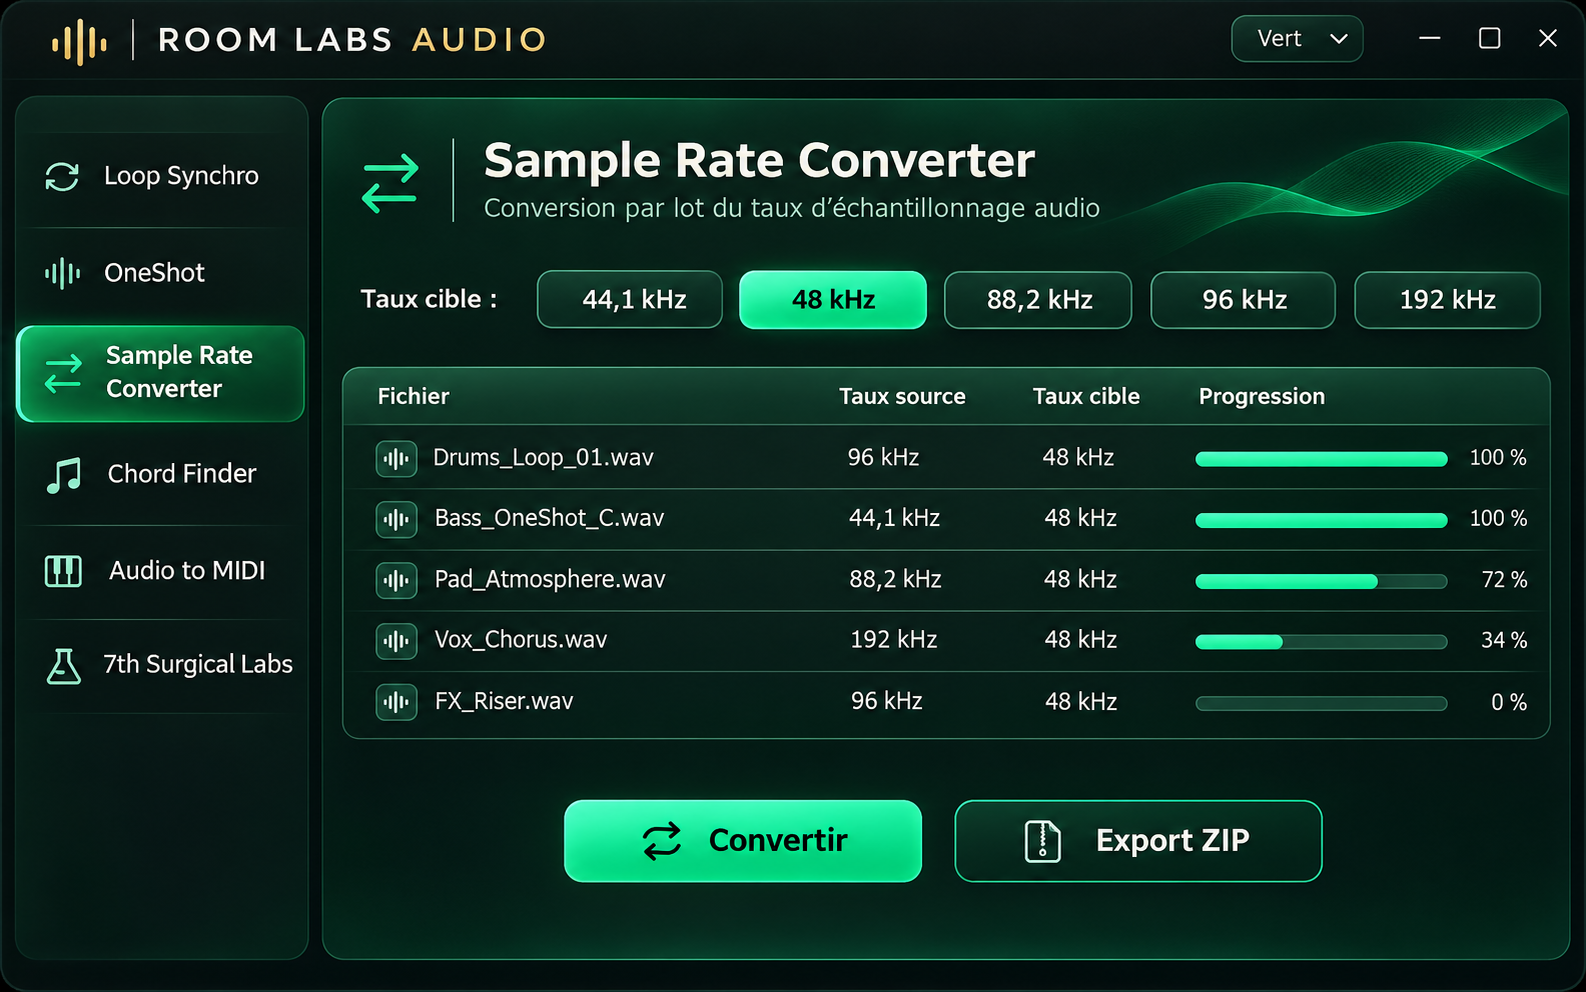 ROOM LABS AUDIO
Vert
Loop Synchro
OneShot
Sample Rate
Converter
Chord Finder
Audio to MIDI
7th Surgical Labs
Sample Rate Converter
Conversion par lot du taux d’échantillonnage audio
Taux cible : 44,1 kHz 48 kHz 88,2 kHz 96 kHz 192 kHz
Fichier Taux source Taux cible Progression
Drums_Loop_01.wav 96 kHz 48 kHz 100 %
Bass_OneShot_C.wav 44,1 kHz 48 kHz 100 %
Pad_Atmosphere.wav 88,2 kHz 48 kHz 72 %
Vox_Chorus.wav 192 kHz 48 kHz 34 %
FX_Riser.wav 96 kHz 48 kHz 0 %
Convertir
Export ZIP